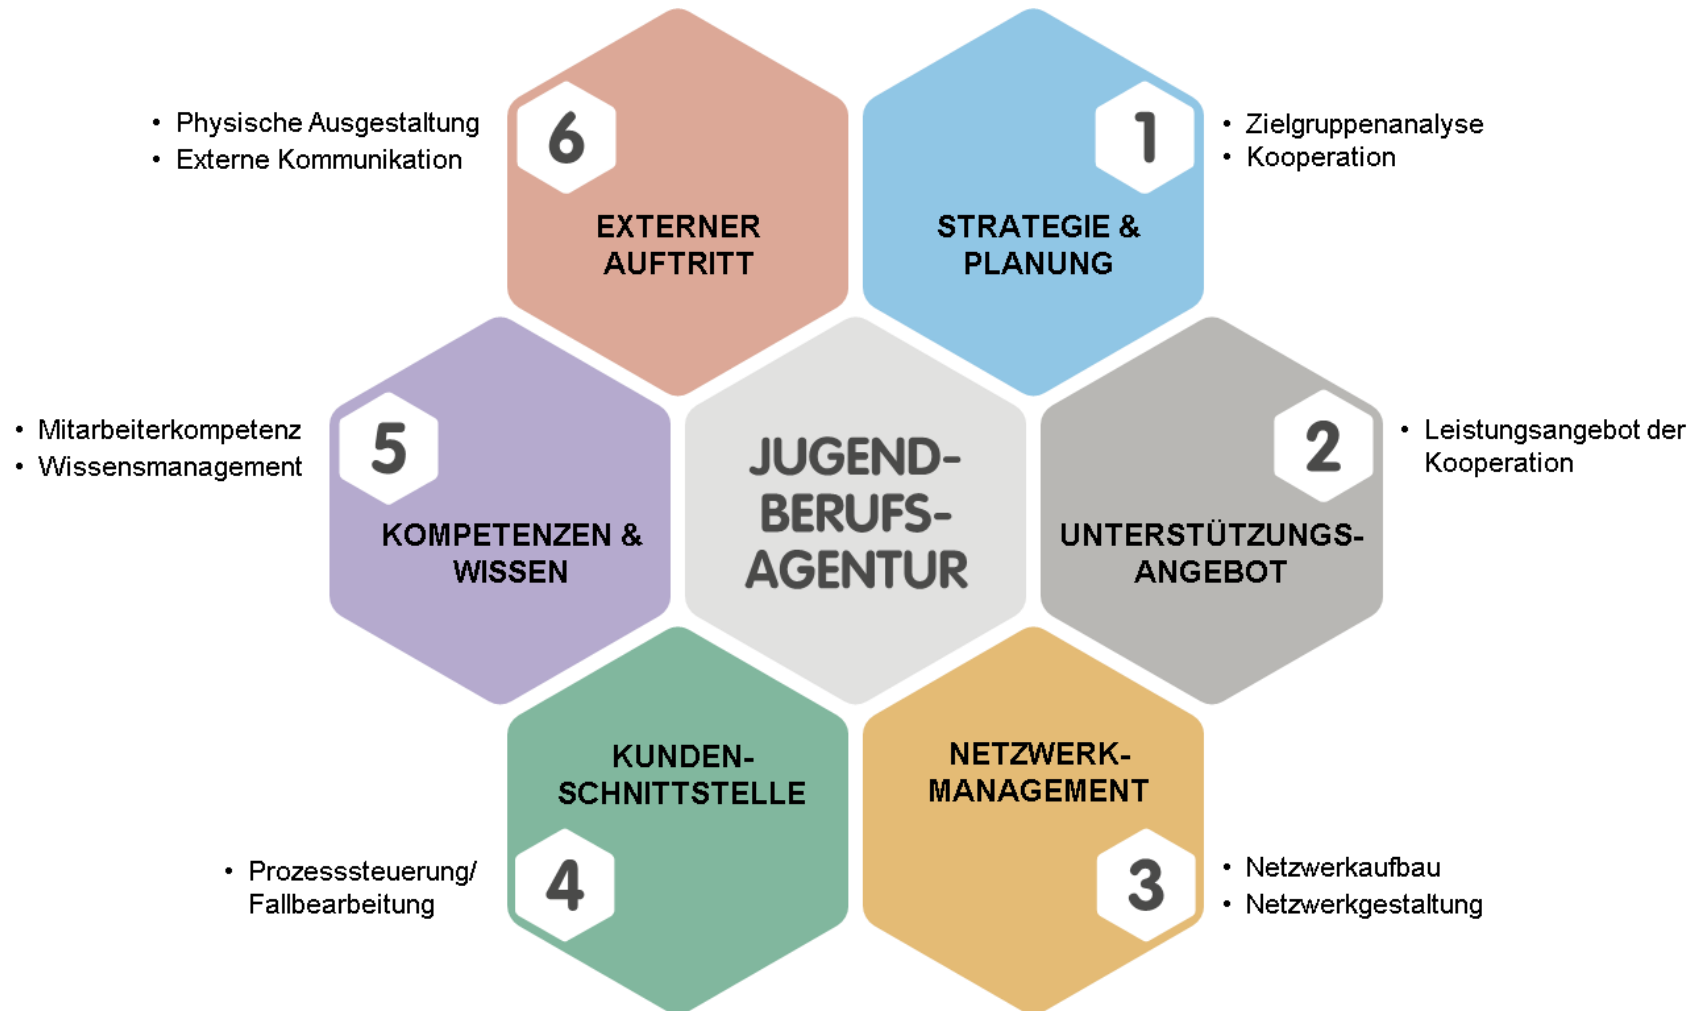 JUGEND-
BERUFS-
AGENTUR
1
STRATEGIE &
PLANUNG
• Zielgruppenanalyse
• Kooperation
2
UNTERSTÜTZUNGS-
ANGEBOT
• Leistungsangebot der
Kooperation
NETZWERK-
MANAGEMENT
3
• Netzwerkaufbau
• Netzwerkgestaltung
KUNDEN-
SCHNITTSTELLE
4
• Prozesssteuerung/
Fallbearbeitung
5
KOMPETENZEN &
WISSEN
• Mitarbeiterkompetenz
• Wissensmanagement
6
EXTERNER
AUFTRITT
• Physische Ausgestaltung
• Externe Kommunikation